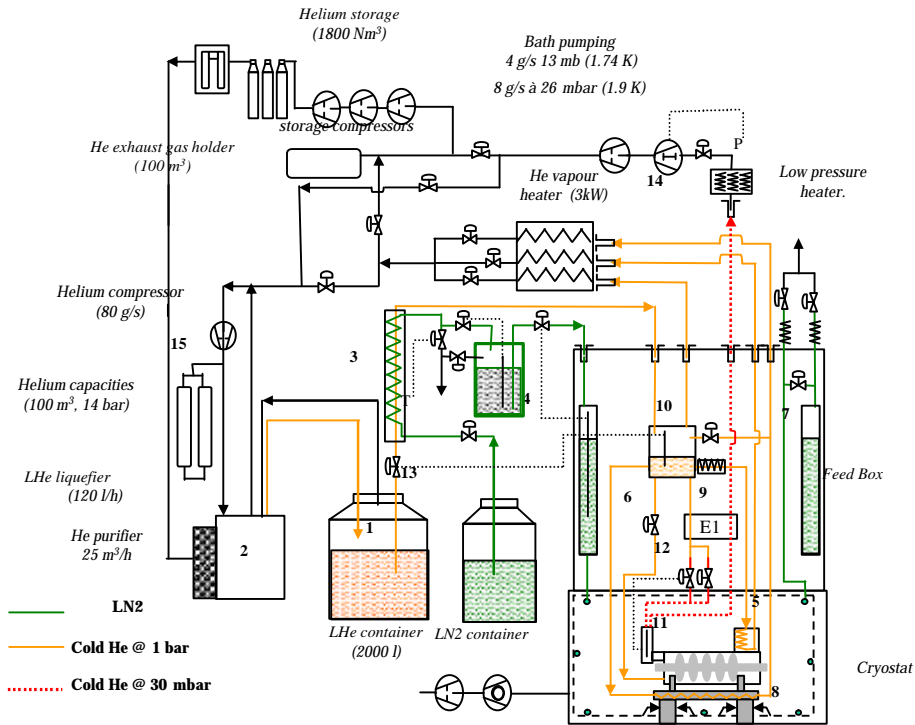 Helium storage
(1800 Nm³)
Bath pumping
4 g/s 13 mb (1.74 K)
8 g/s à 26 mbar (1.9 K)
storage compressors
P
He exhaust gas holder
(100 m³)
14
He vapour
heater (3kW)
Low pressure
heater.
Helium compressor
(80 g/s)
15
3
Helium capacities
(100 m³, 14 bar)
T
4
10
7
13
LHe liquefier
(120 l/h)
6
9
Feed Box
1
E1
He purifier
25 m³/h
2
12
5
LN2
11
LHe container
(2000 l)
LN2 container
Cold He @ 1 bar
Cryostat
Cold He @ 30 mbar
8